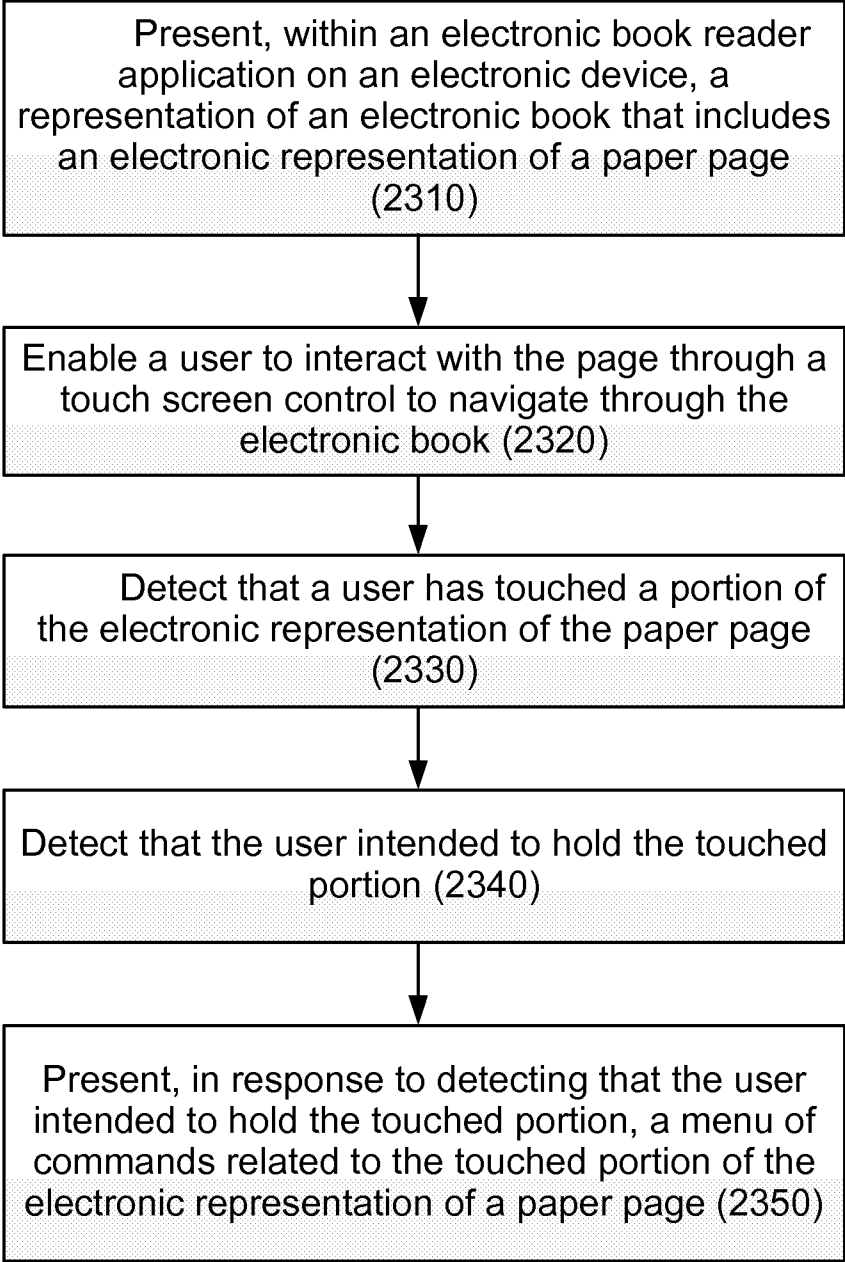 Present, within an electronic book reader
application on an electronic device, a
representation of an electronic book that includes
an electronic representation of a paper page
(2310)
Enable a user to interact with the page through a
touch screen control to navigate through the
electronic book (2320)
Detect that a user has touched a portion of
the electronic representation of the paper page
(2330)
Detect that the user intended to hold the touched
portion (2340)
Present, in response to detecting that the user
intended to hold the touched portion, a menu of
commands related to the touched portion of the
electronic representation of a paper page (2350)